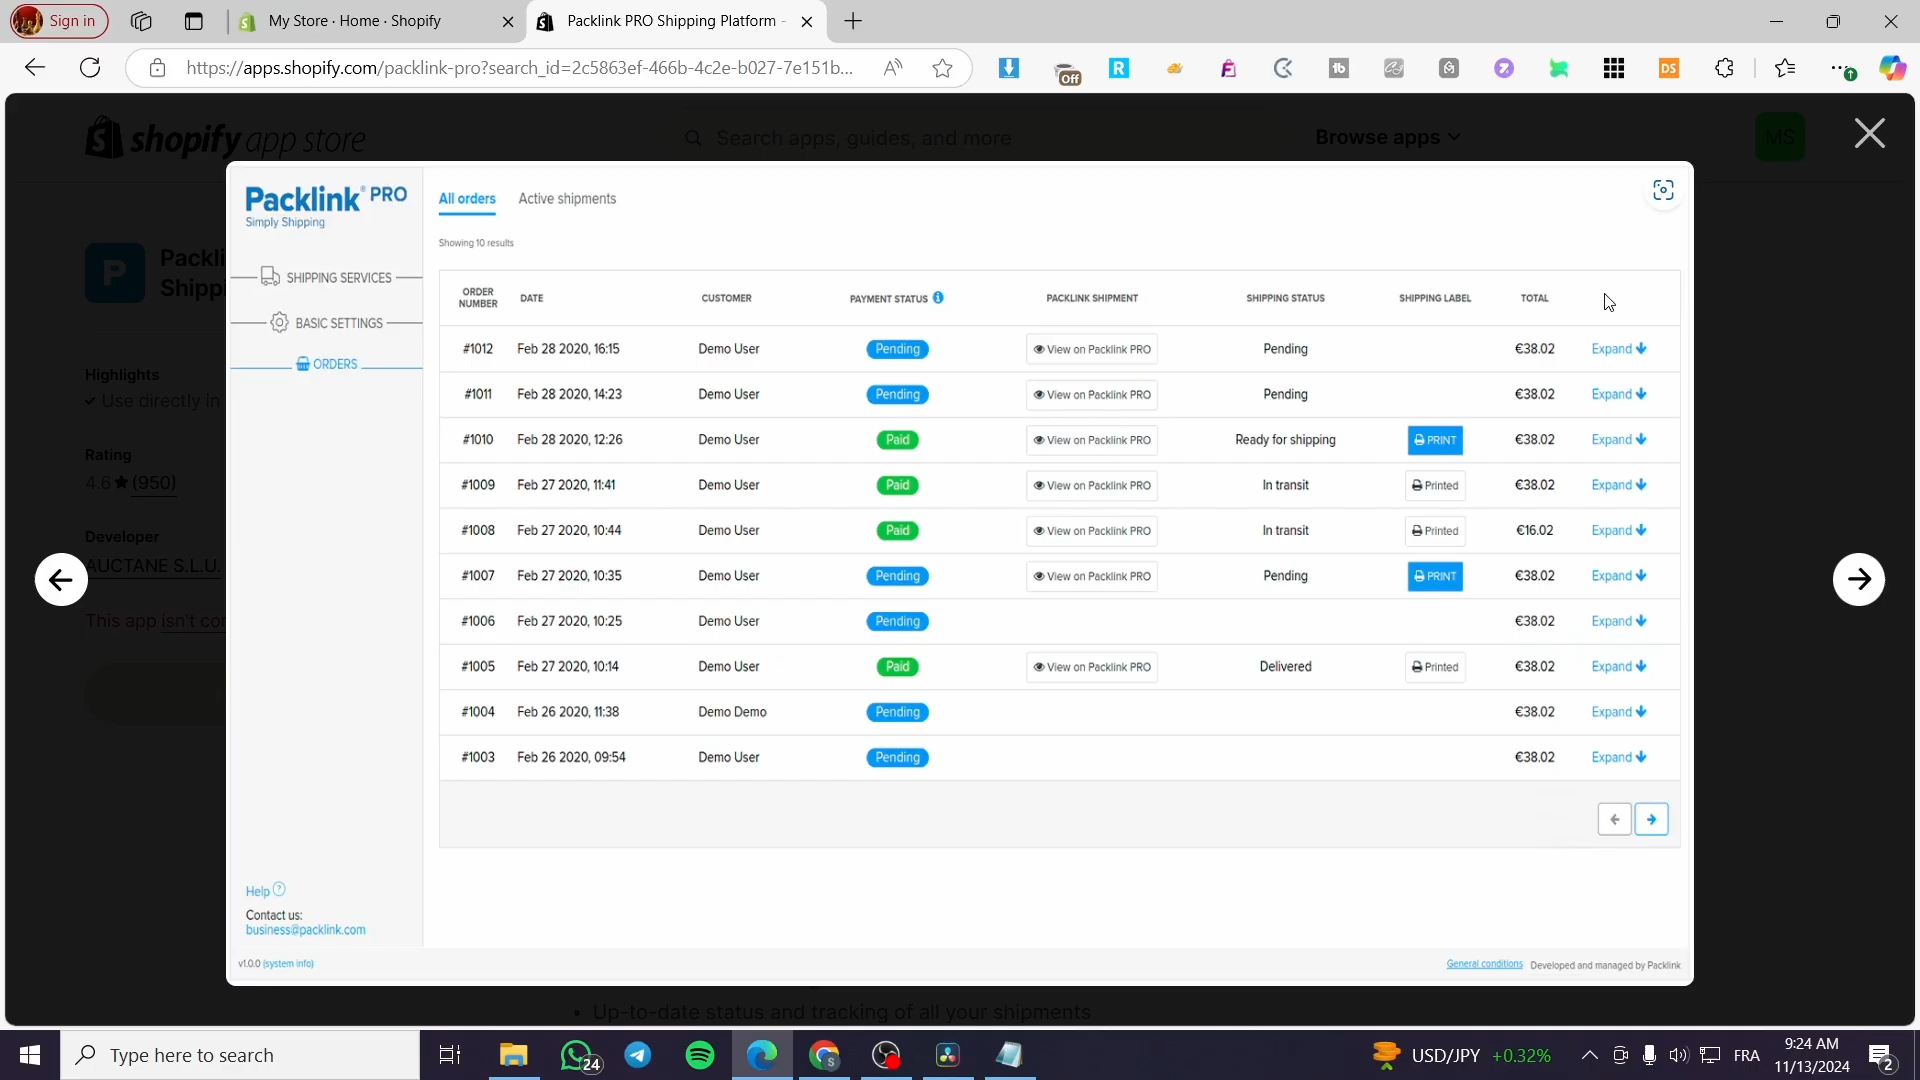 Sign in
My Store · Home · Shopify
Packlink PRO Shipping Platform -
https://apps.shopify.com/packlink-pro?search_id=2c5863ef-466b-4c2e-b027-7e151b...
Off
shopify app store
Search apps, guides, and more
Browse apps
MS
Packlink PRO
Simply Shipping
SHIPPING SERVICES
BASIC SETTINGS
ORDERS
Help ?
Contact us:
business@packlink.com
v1.0.0 (system info)
All orders Active shipments
Showing 10 results
ORDER NUMBER DATE CUSTOMER PAYMENT STATUS PACKLINK SHIPMENT SHIPPING STATUS SHIPPING LABEL TOTAL
#1012 Feb 28 2020, 16:15 Demo User Pending View on Packlink PRO Pending €38.02 Expand
#1011 Feb 28 2020, 14:23 Demo User Pending View on Packlink PRO Pending €38.02 Expand
#1010 Feb 28 2020, 12:26 Demo User Paid View on Packlink PRO Ready for shipping PRINT €38.02 Expand
#1009 Feb 27 2020, 11:41 Demo User Paid View on Packlink PRO In transit Printed €38.02 Expand
#1008 Feb 27 2020, 10:44 Demo User Paid View on Packlink PRO In transit Printed €16.02 Expand
#1007 Feb 27 2020, 10:35 Demo User Pending View on Packlink PRO Pending PRINT €38.02 Expand
#1006 Feb 27 2020, 10:25 Demo User Pending €38.02 Expand
#1005 Feb 27 2020, 10:14 Demo User Paid View on Packlink PRO Delivered Printed €38.02 Expand
#1004 Feb 26 2020, 11:38 Demo Demo Pending €38.02 Expand
#1003 Feb 26 2020, 09:54 Demo User Pending €38.02 Expand
General conditions Developed and managed by Packlink
P
Packli
Shipp
Highlights
Use directly in
Rating
4.6★ (950)
Developer
AUCTANE S.L.U.
This app isn't cor
• Up-to-date status and tracking of all your shipments
Type here to search
24
USD/JPY +0.32%
FRA
9:24 AM
11/13/2024
2